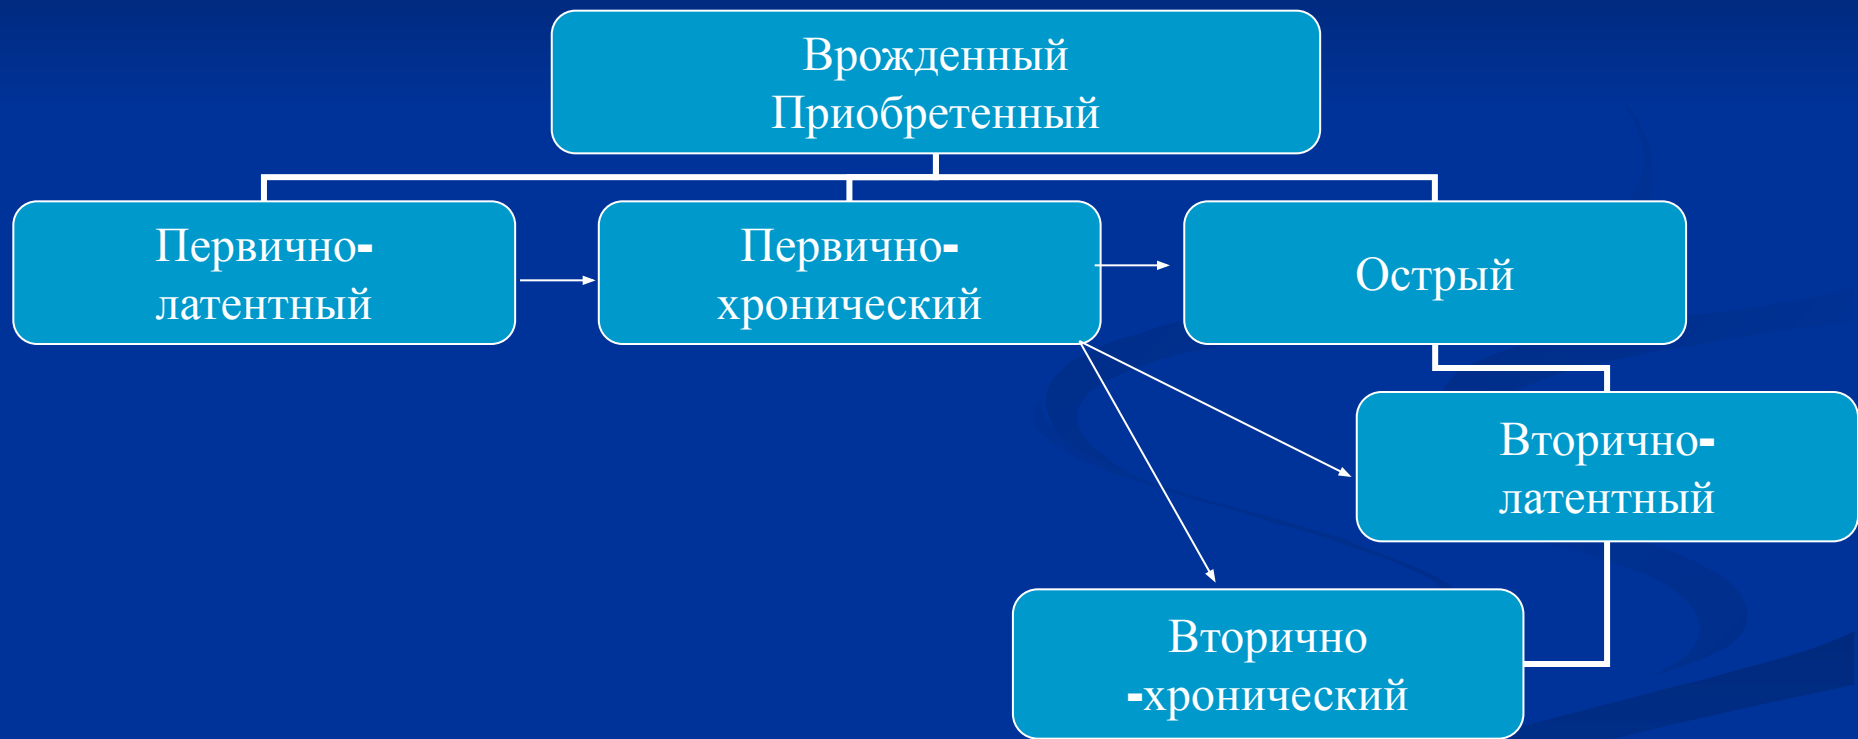 Врожденный
Приобретенный
Первично-
латентный
Первично-
хронический
Острый
Вторично-
латентный
Вторично
-хронический